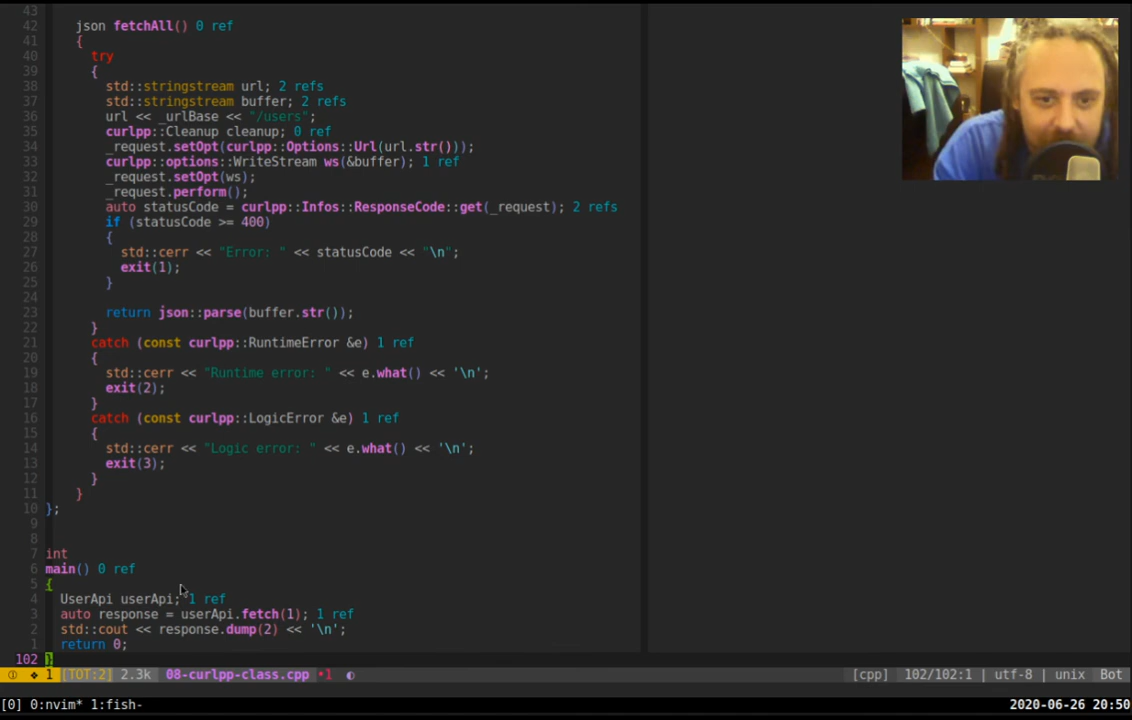 43
42 json fetchAll() 0 ref
41 {
40 try
39 {
38 std::stringstream url; 2 refs
37 std::stringstream buffer; 2 refs
36 url << _urlBase << "/users";
35 curlpp::Cleanup cleanup; 0 ref
34 _request.setOpt(curlpp::Options::Url(url.str()));
33 curlpp::options::WriteStream ws(&buffer); 1 ref
32 _request.setOpt(ws);
31 _request.perform();
30 auto statusCode = curlpp::Infos::ResponseCode::get(_request); 2 refs
29 if (statusCode >= 400)
28 {
27 std::cerr << "Error: " << statusCode << "\n";
26 exit(1);
25 }
24
23 return json::parse(buffer.str());
22 }
21 catch (const curlpp::RuntimeError &e) 1 ref
20 {
19 std::cerr << "Runtime error: " << e.what() << '\n';
18 exit(2);
17 }
16 catch (const curlpp::LogicError &e) 1 ref
15 {
14 std::cerr << "Logic error: " << e.what() << '\n';
13 exit(3);
12 }
11 }
10 };
9
8
7 int
6 main() 0 ref
5 {
4 UserApi userApi; 1 ref
3 auto response = userApi.fetch(1); 1 ref
2 std::cout << response.dump(2) << '\n';
1 return 0;
102 }
1 [TOT:2] 2.3k 08-curlpp-class.cpp •1 [cpp] 102/102:1 | utf-8 | unix Bot
[0] 0:nvim* 1:fish- 2020-06-26 20:50